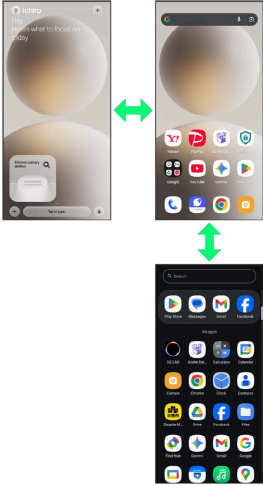 Ichiro
Hey
Here's what to focus on
today
Tap to type
Yahoo!
PayPay
Google
YouTube
Gemini
Search
Play Store
Messages
Gmail
Facebook
All apps
Calculator
Calendar
Camera
Chrome
Clock
Contacts
Drive
Facebook
Files
Find Hub
Gemini
Gmail
Google